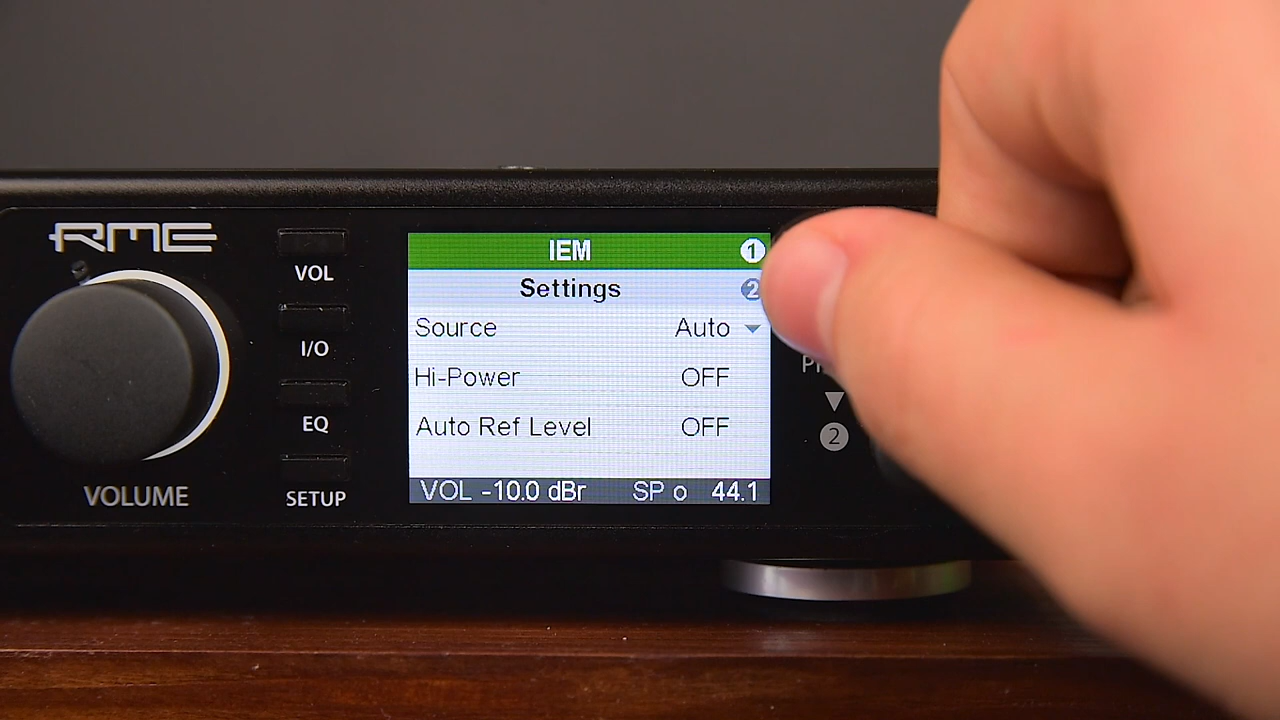 RME
VOL
I/O
EQ
SETUP
VOLUME
IEM 1
Settings 2
Source Auto
Hi-Power OFF
Auto Ref Level OFF
VOL -10.0 dBr SP o 44.1
2